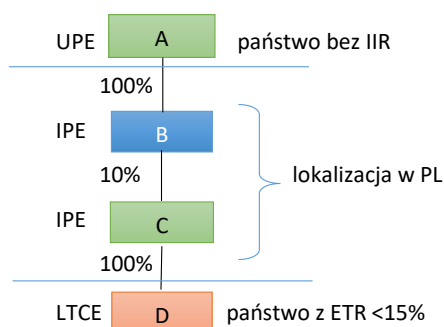 UPE A państwo bez IIR
100%
IPE B
10%
lokalizacja w PL
IPE C
100%
LTCE D państwo z ETR <15%